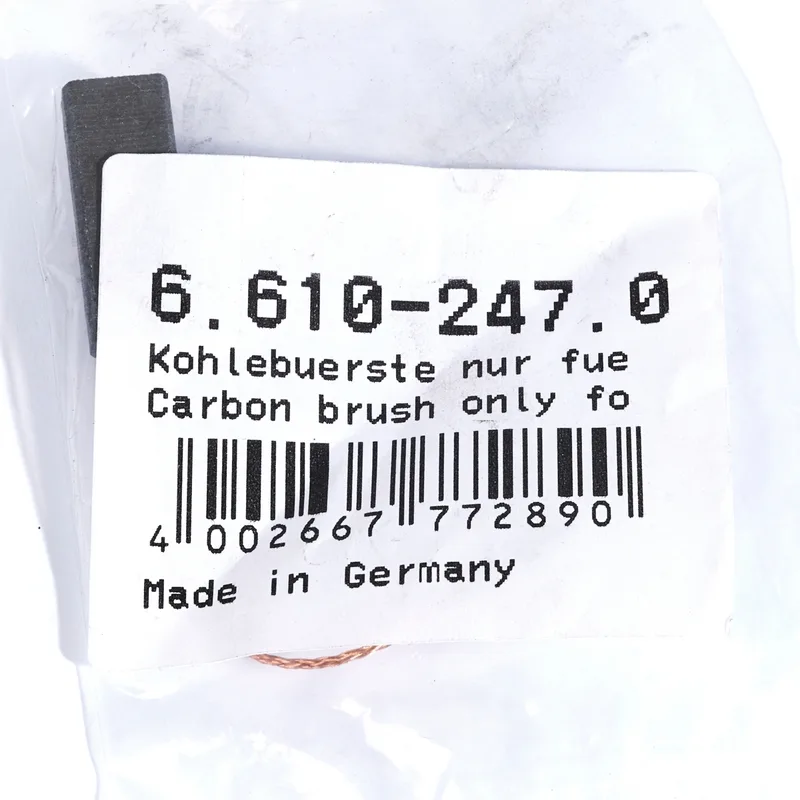 6.610-247.0
Kohlebuerste nur fue
Carbon brush only fo
4 002667 772890
Made in Germany